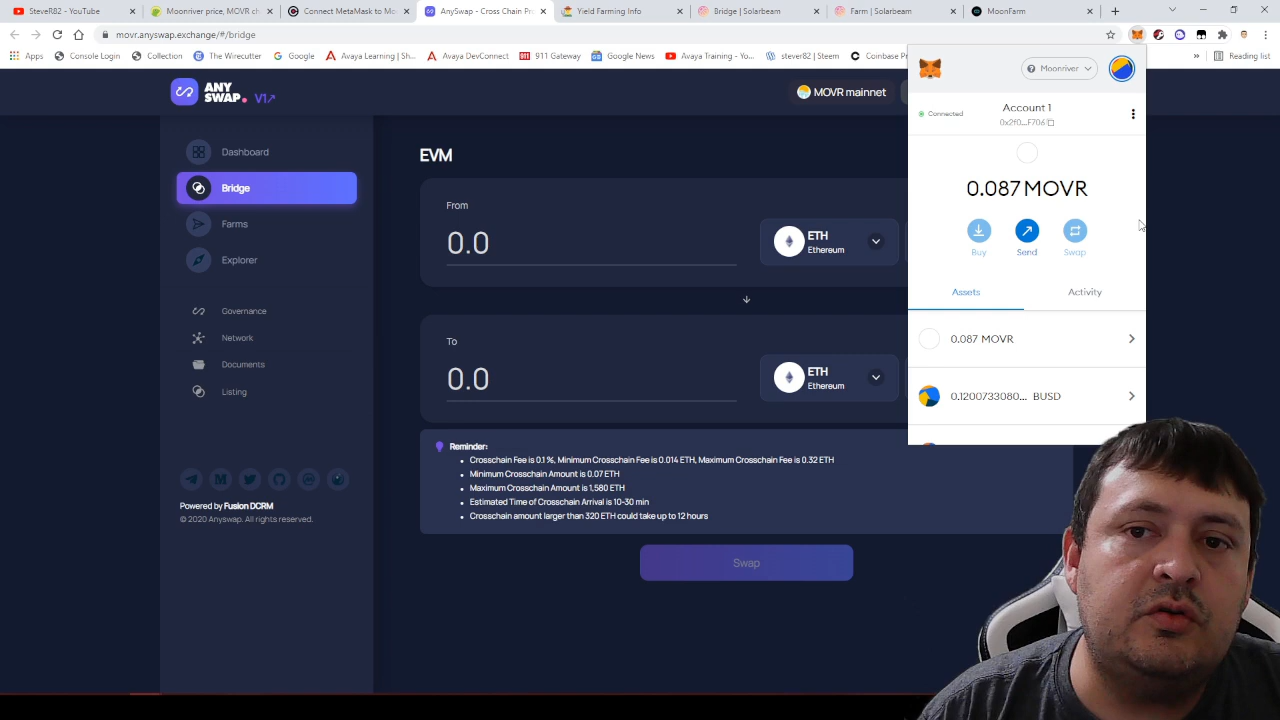 SteveR82 - YouTube
Moonriver price, MOVR ch
Connect MetaMask to Mo
AnySwap - Cross Chain Pr
Yield Farming Info
Bridge | Solarbeam
Farm | Solarbeam
MoonFarm
movr.anyswap.exchange/#/bridge
Apps
Console Login
Collection
The Wirecutter
Google
Avaya Learning - Sh...
Avaya DevConnect
911 Gateway
Google News
Avaya Training - Yo...
stever82 | Steem
Coinbase P
»
Reading list
ANY SWAP.
V1↗
MOVR mainnet
Dashboard
Bridge
Farms
Explorer
Governance
Network
Documents
Listing
Powered by Fusion DCRM
© 2020 Anyswap. All rights reserved.
EVM
From
0.0
ETH
Ethereum
To
0.0
ETH
Ethereum
Reminder:
• Crosschain Fee is 0.1 %, Minimum Crosschain Fee is 0.014 ETH, Maximum Crosschain Fee is 0.32 ETH
• Minimum Crosschain Amount is 0.07 ETH
• Maximum Crosschain Amount is 1,580 ETH
• Estimated Time of Crosschain Arrival is 10-30 min
• Crosschain amount larger than 320 ETH could take up to 12 hours
Swap
Moonriver
Connected
Account 1
0x2f0...F706
0.087 MOVR
Buy
Send
Swap
Assets
Activity
0.087 MOVR
0.1200733080... BUSD